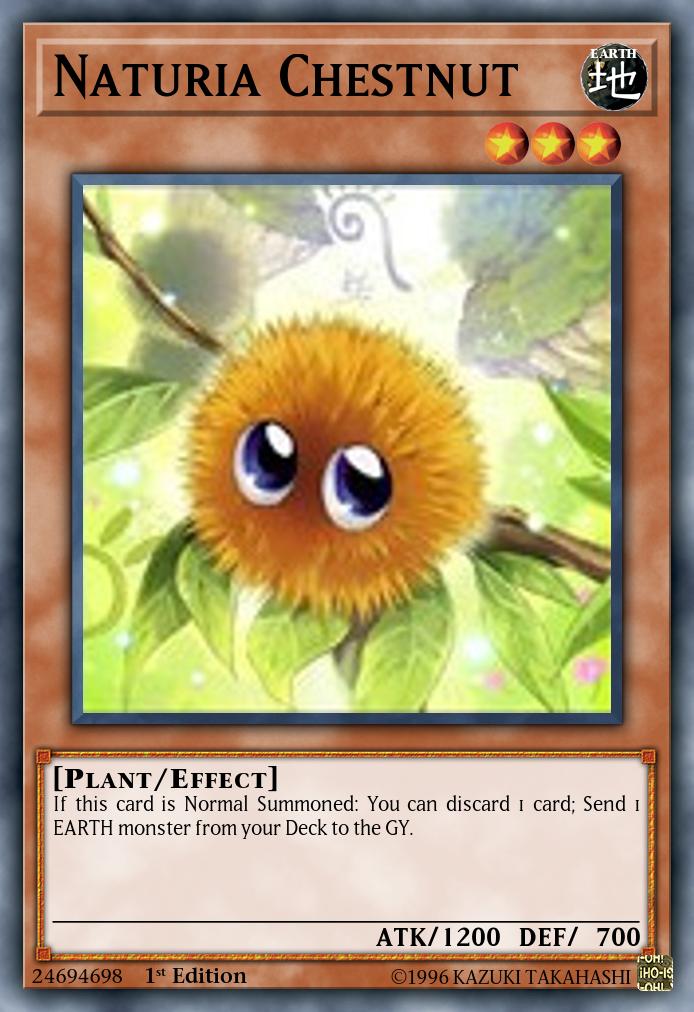 NATURIA CHESTNUT
EARTH
地
[PLANT/EFFECT]
If this card is Normal Summoned: You can discard 1 card; Send 1
EARTH monster from your Deck to the GY.
ATK/1200 DEF/ 700
24694698 1st Edition ©1996 KAZUKI TAKAHASHI